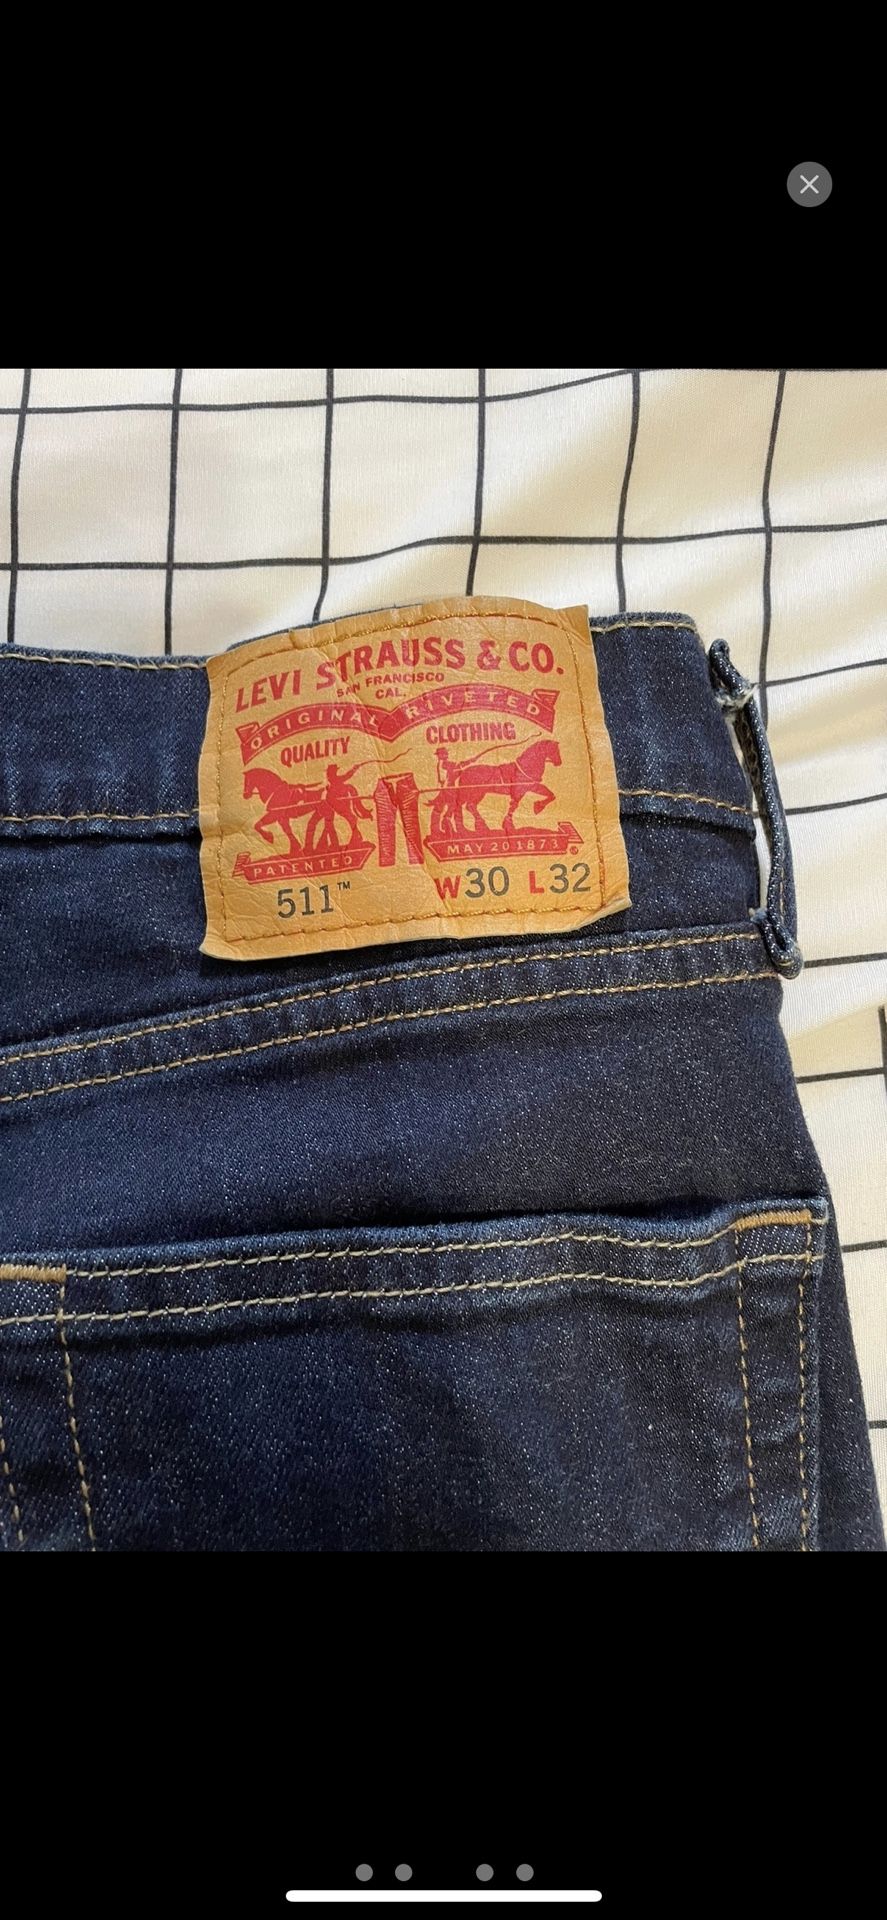 LEVI STRAUSS & CO.
SAN FRANCISCO
CAL.
ORIGINAL RIVETED
QUALITY CLOTHING
PATENTED MAY 20 1873 ®
511™ W30 L32